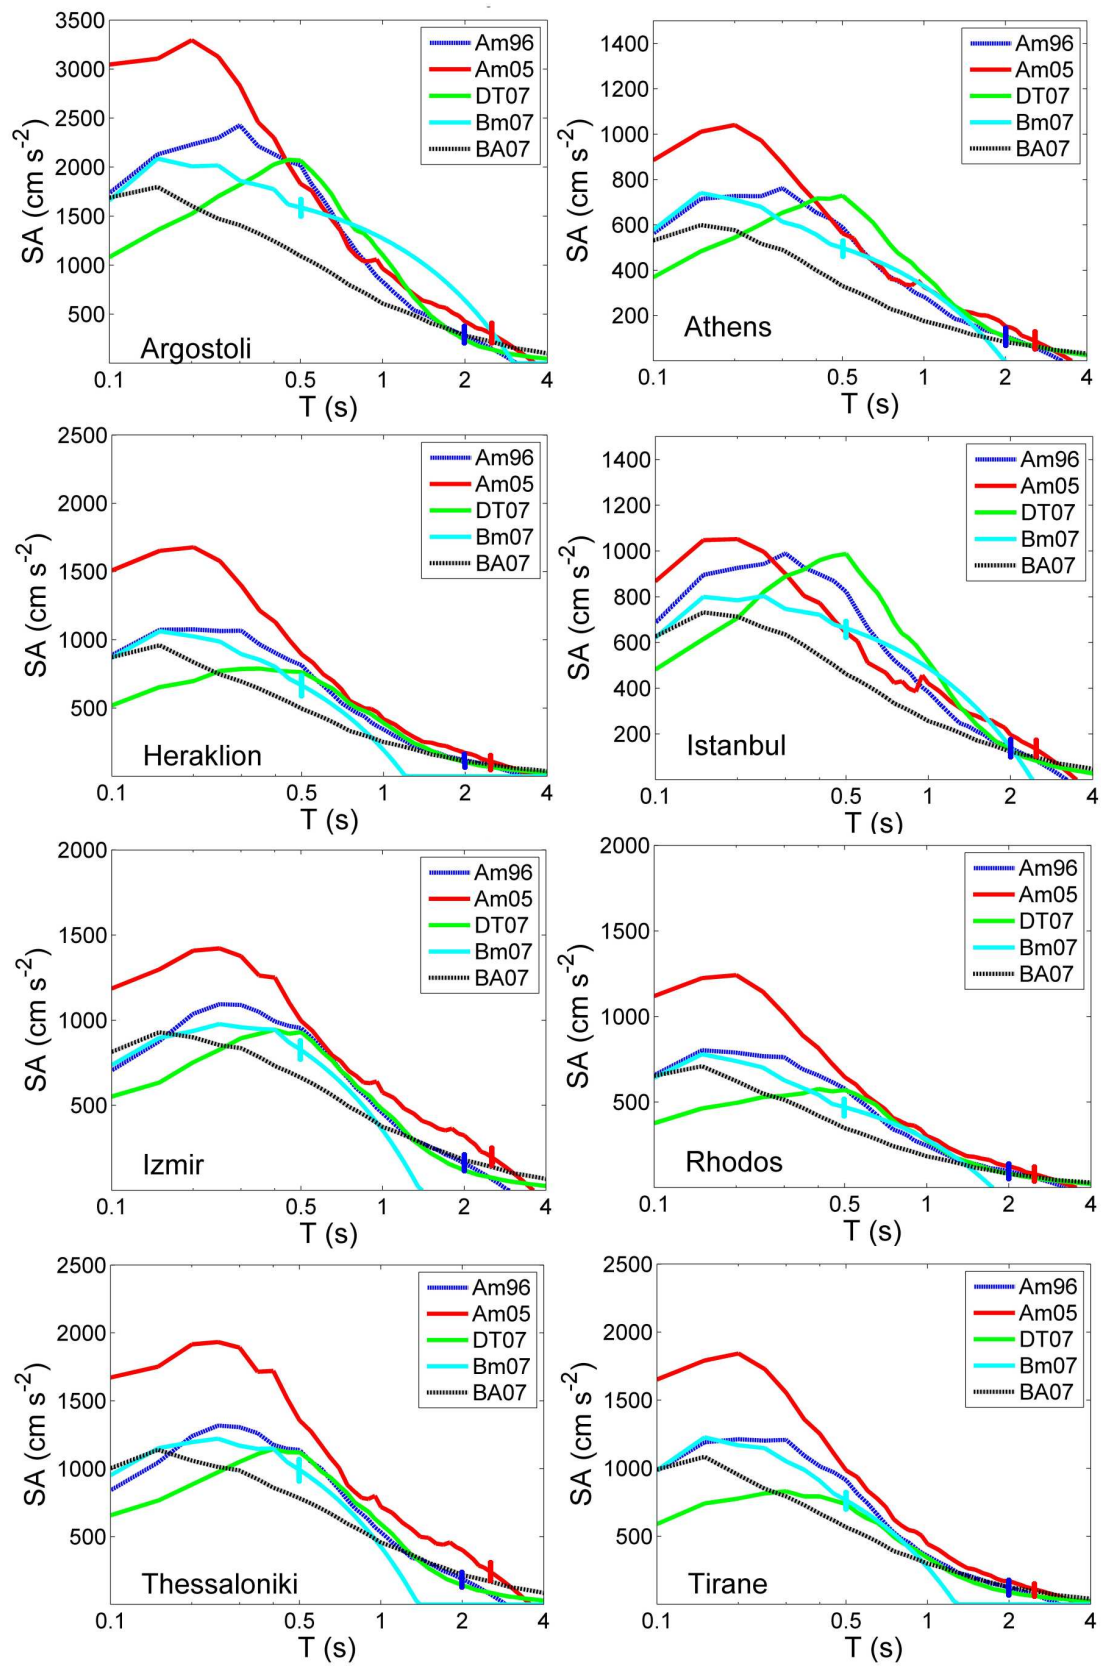 3500
3000
2500
2000
1500
1000
500
SA (cm s-2)
Am96
Am05
DT07
Bm07
BA07
Argostoli
0.1 0.5 1 2 4
T (s)
1400
1200
1000
800
600
400
200
SA (cm s-2)
Am96
Am05
DT07
Bm07
BA07
Athens
0.1 0.5 1 2 4
T (s)
2500
2000
1500
1000
500
SA (cm s-2)
Am96
Am05
DT07
Bm07
BA07
Heraklion
0.1 0.5 1 2 4
T (s)
1400
1200
1000
800
600
400
200
SA (cm s-2)
Am96
Am05
DT07
Bm07
BA07
Istanbul
0.1 0.5 1 2 4
T (s)
2000
1500
1000
500
SA (cm s-2)
Am96
Am05
DT07
Bm07
BA07
Izmir
0.1 0.5 1 2 4
T (s)
2000
1500
1000
500
SA (cm s-2)
Am96
Am05
DT07
Bm07
BA07
Rhodos
0.1 0.5 1 2 4
T (s)
2500
2000
1500
1000
500
SA (cm s-2)
Am96
Am05
DT07
Bm07
BA07
Thessaloniki
0.1 0.5 1 2 4
T (s)
2500
2000
1500
1000
500
SA (cm s-2)
Am96
Am05
DT07
Bm07
BA07
Tirane
0.1 0.5 1 2 4
T (s)